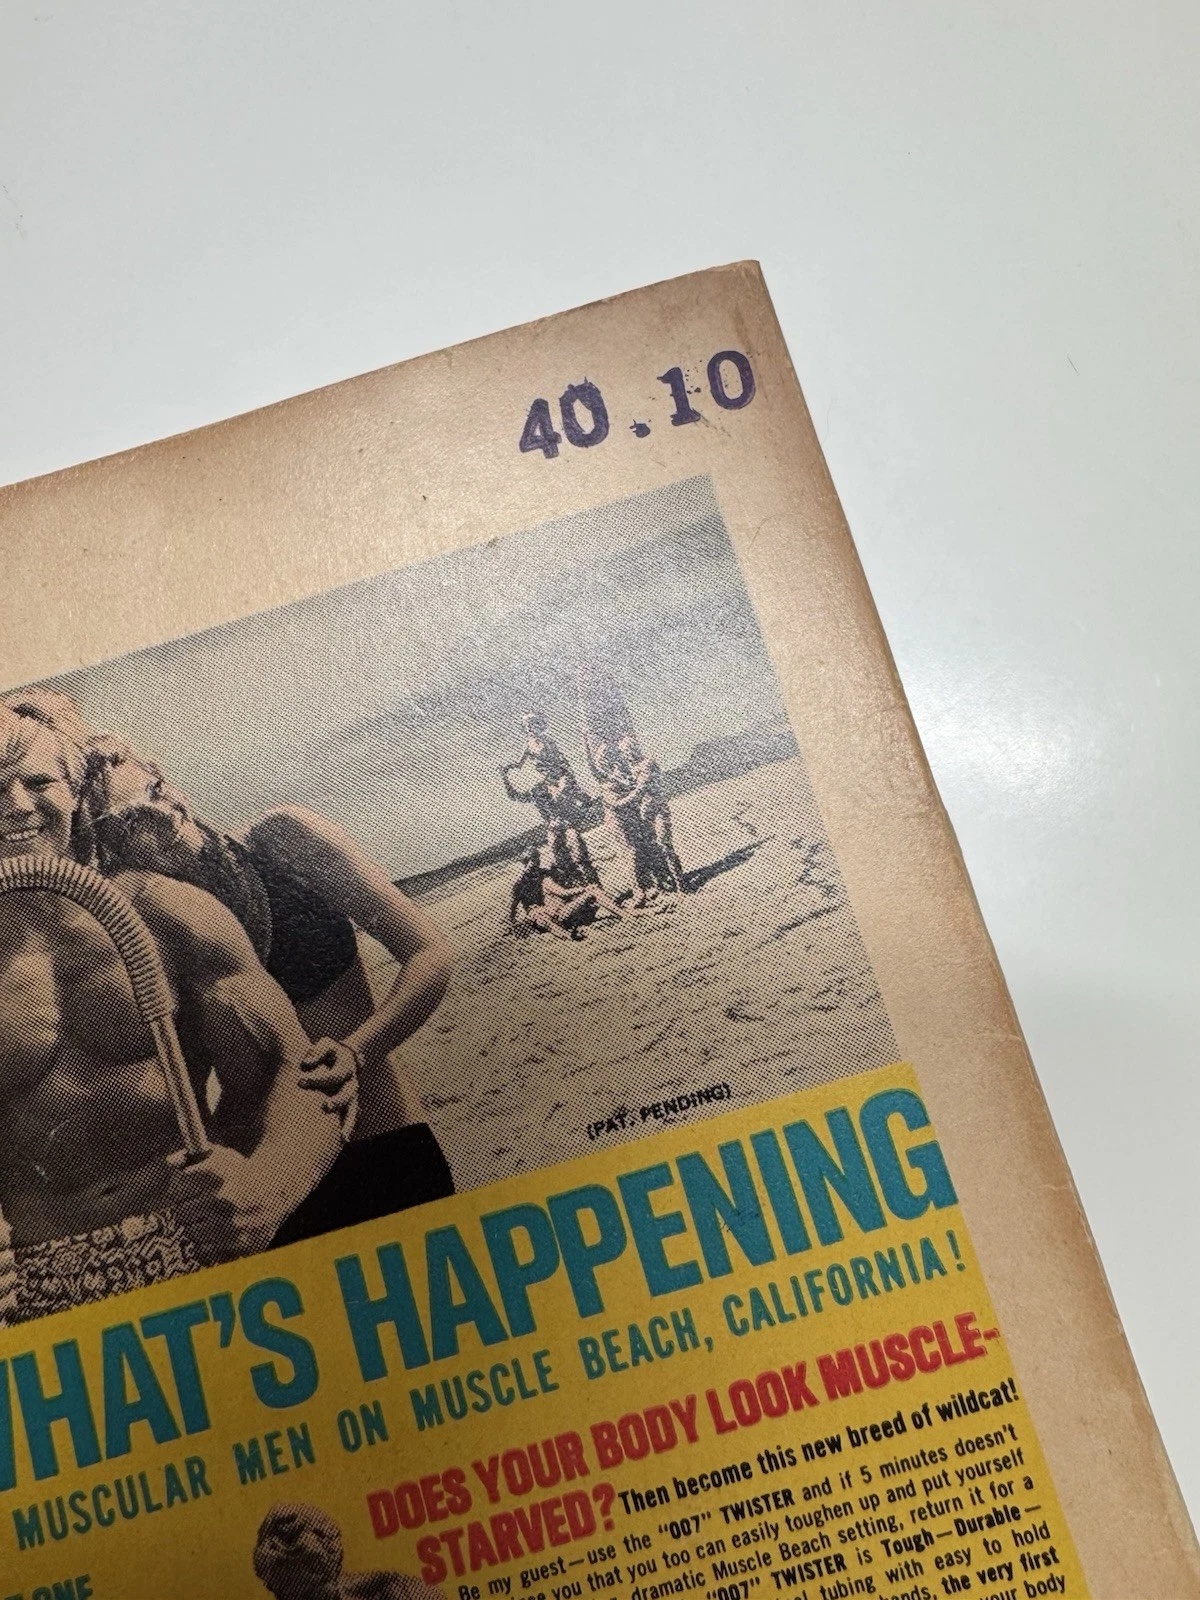 40.10
(PAT. PENDING)
WHAT'S HAPPENING
MUSCULAR MEN ON MUSCLE BEACH, CALIFORNIA!
DOES YOUR BODY LOOK MUSCLE-
STARVED? Then become this new breed of wildcat!
Be my guest—use the "007" TWISTER and if 5 minutes doesn't
you that you too can easily toughen up and put yourself
dramatic Muscle Beach setting, return it for a
"007" TWISTER is Tough—Durable—
tubing with easy to hold
the very first
your body